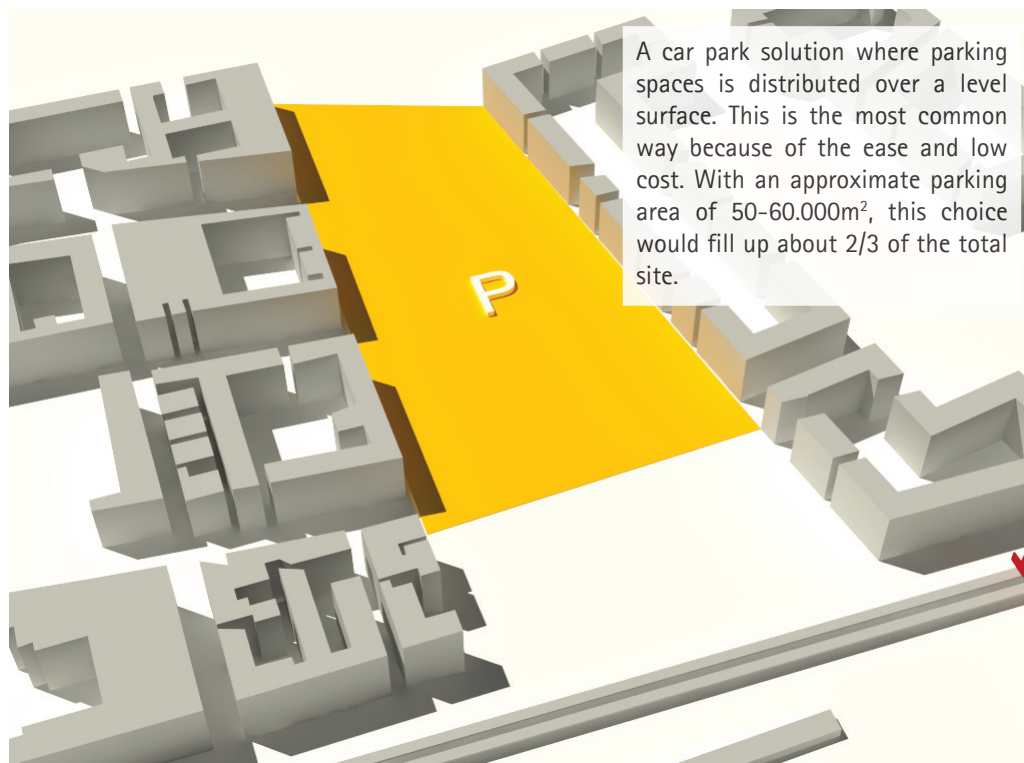 A car park solution where parking
spaces is distributed over a level
surface. This is the most common
way because of the ease and low
cost. With an approximate parking
area of 50-60.000m², this choice
would fill up about 2/3 of the total
site.
P